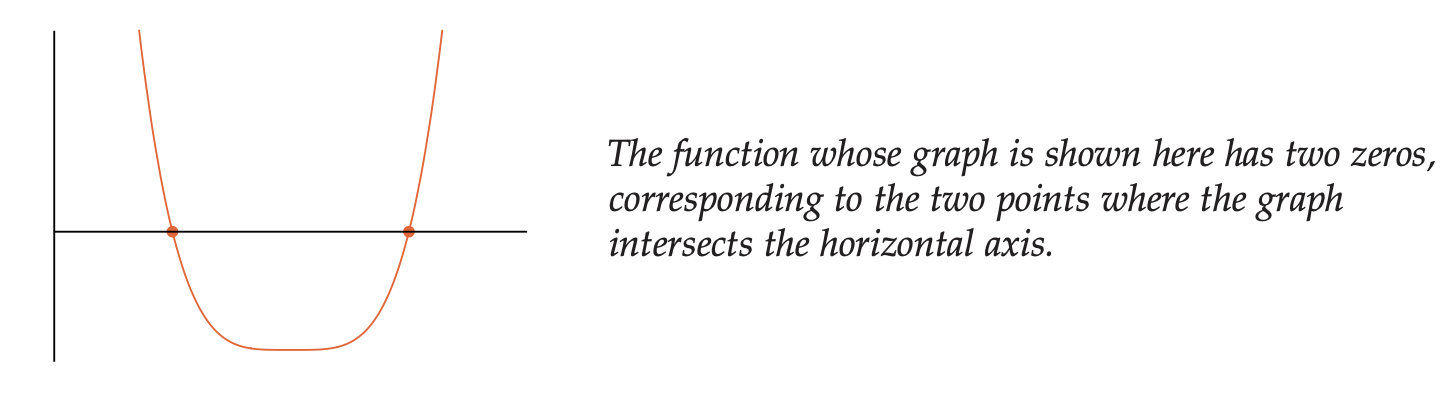 The function whose graph is shown here has two zeros,
corresponding to the two points where the graph
intersects the horizontal axis.